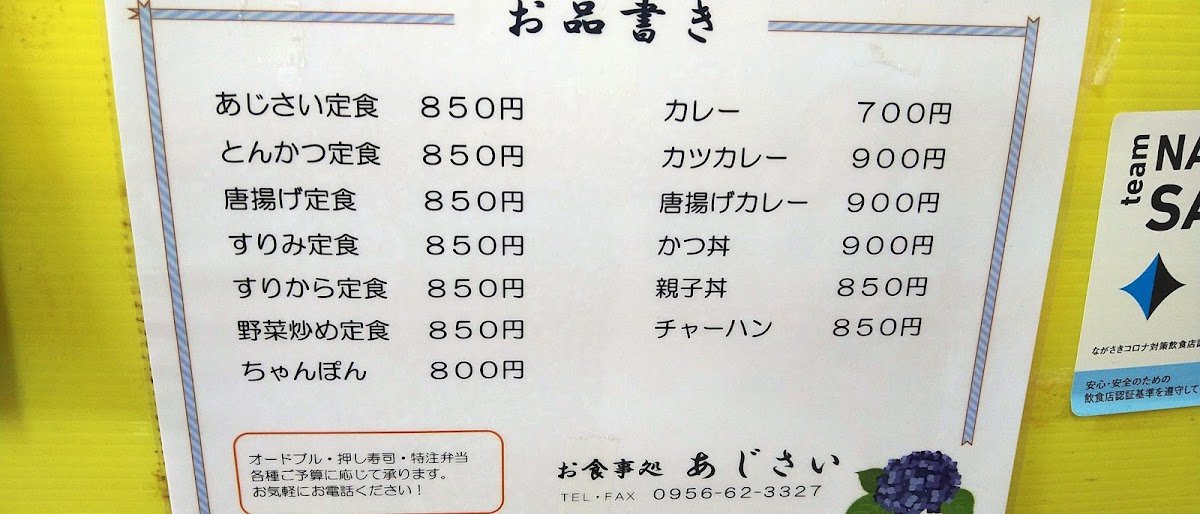 お品書き
あじさい定食 850円
とんかつ定食 850円
唐揚げ定食 850円
すりみ定食 850円
すりから定食 850円
野菜炒め定食 850円
ちゃんぽん 800円
カレー 700円
カツカレー 900円
唐揚げカレー 900円
かつ丼 900円
親子丼 850円
チャーハン 850円
オードブル・押し寿司・特注弁当
各種ご予算に応じて承ります。
お気軽にお電話ください！
お食事処 あじさい
TEL・FAX 0956-62-3327
team
NA
SA
ながさきコロナ対策飲食店認
安心・安全のための
飲食店認証基準を遵守して